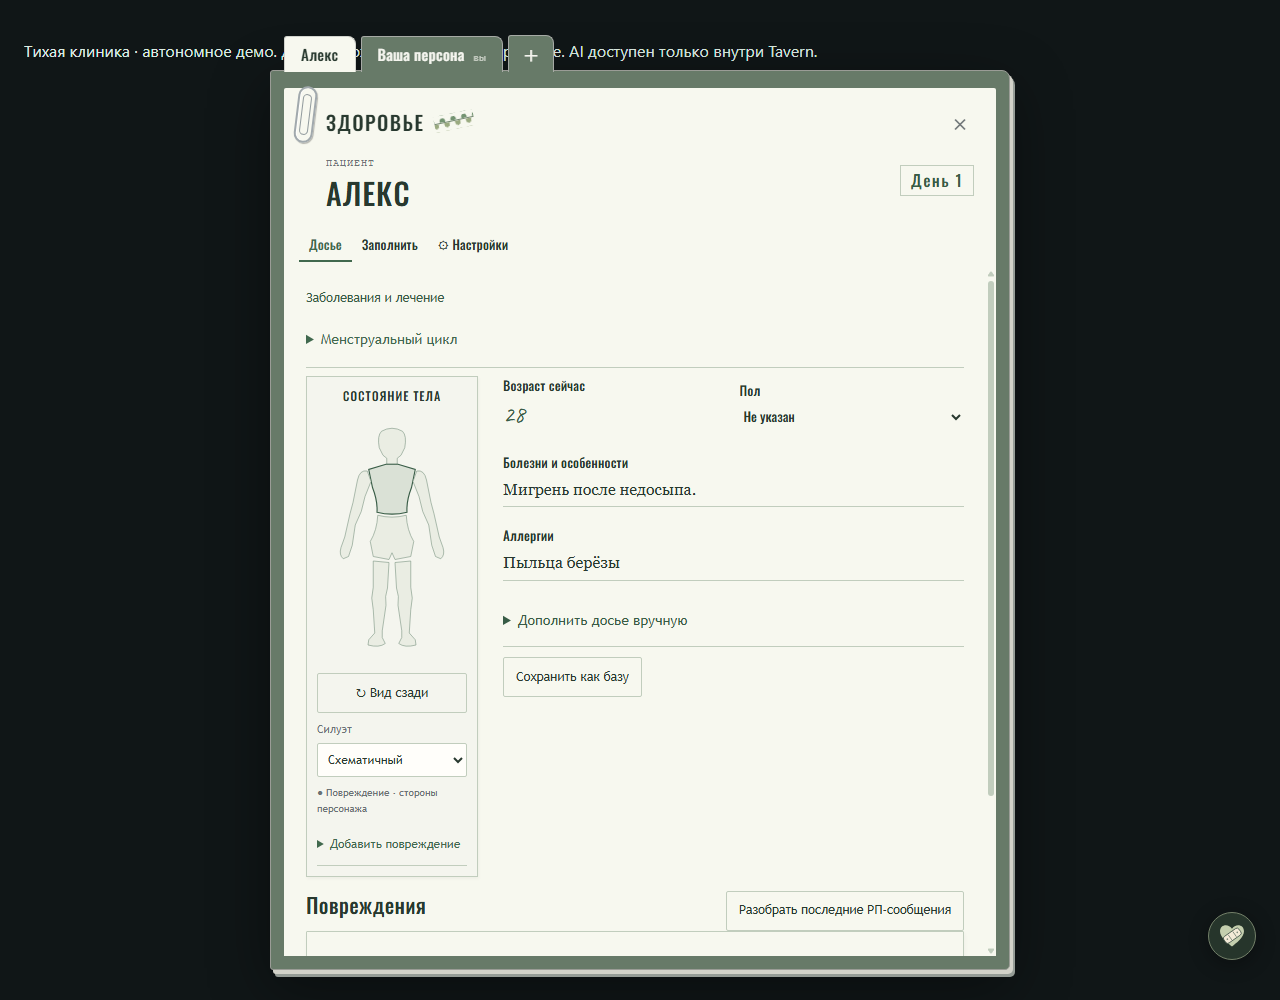 Тихая клиника · автономное демо.
е. AI доступен только внутри Tavern.
Алекс
Ваша персона вы
+
ЗДОРОВЬЕ
×
ПАЦИЕНТ
АЛЕКС
День 1
Досье
Заполнить
⚙ Настройки
Заболевания и лечение
▶ Менструальный цикл
СОСТОЯНИЕ ТЕЛА
↻ Вид сзади
Силуэт
Схематичный
● Повреждение · стороны
персонажа
▶ Добавить повреждение
Возраст сейчас
28
Пол
Не указан
Болезни и особенности
Мигрень после недосыпа.
Аллергии
Пыльца берёзы
▶ Дополнить досье вручную
Сохранить как базу
Повреждения
Разобрать последние РП-сообщения